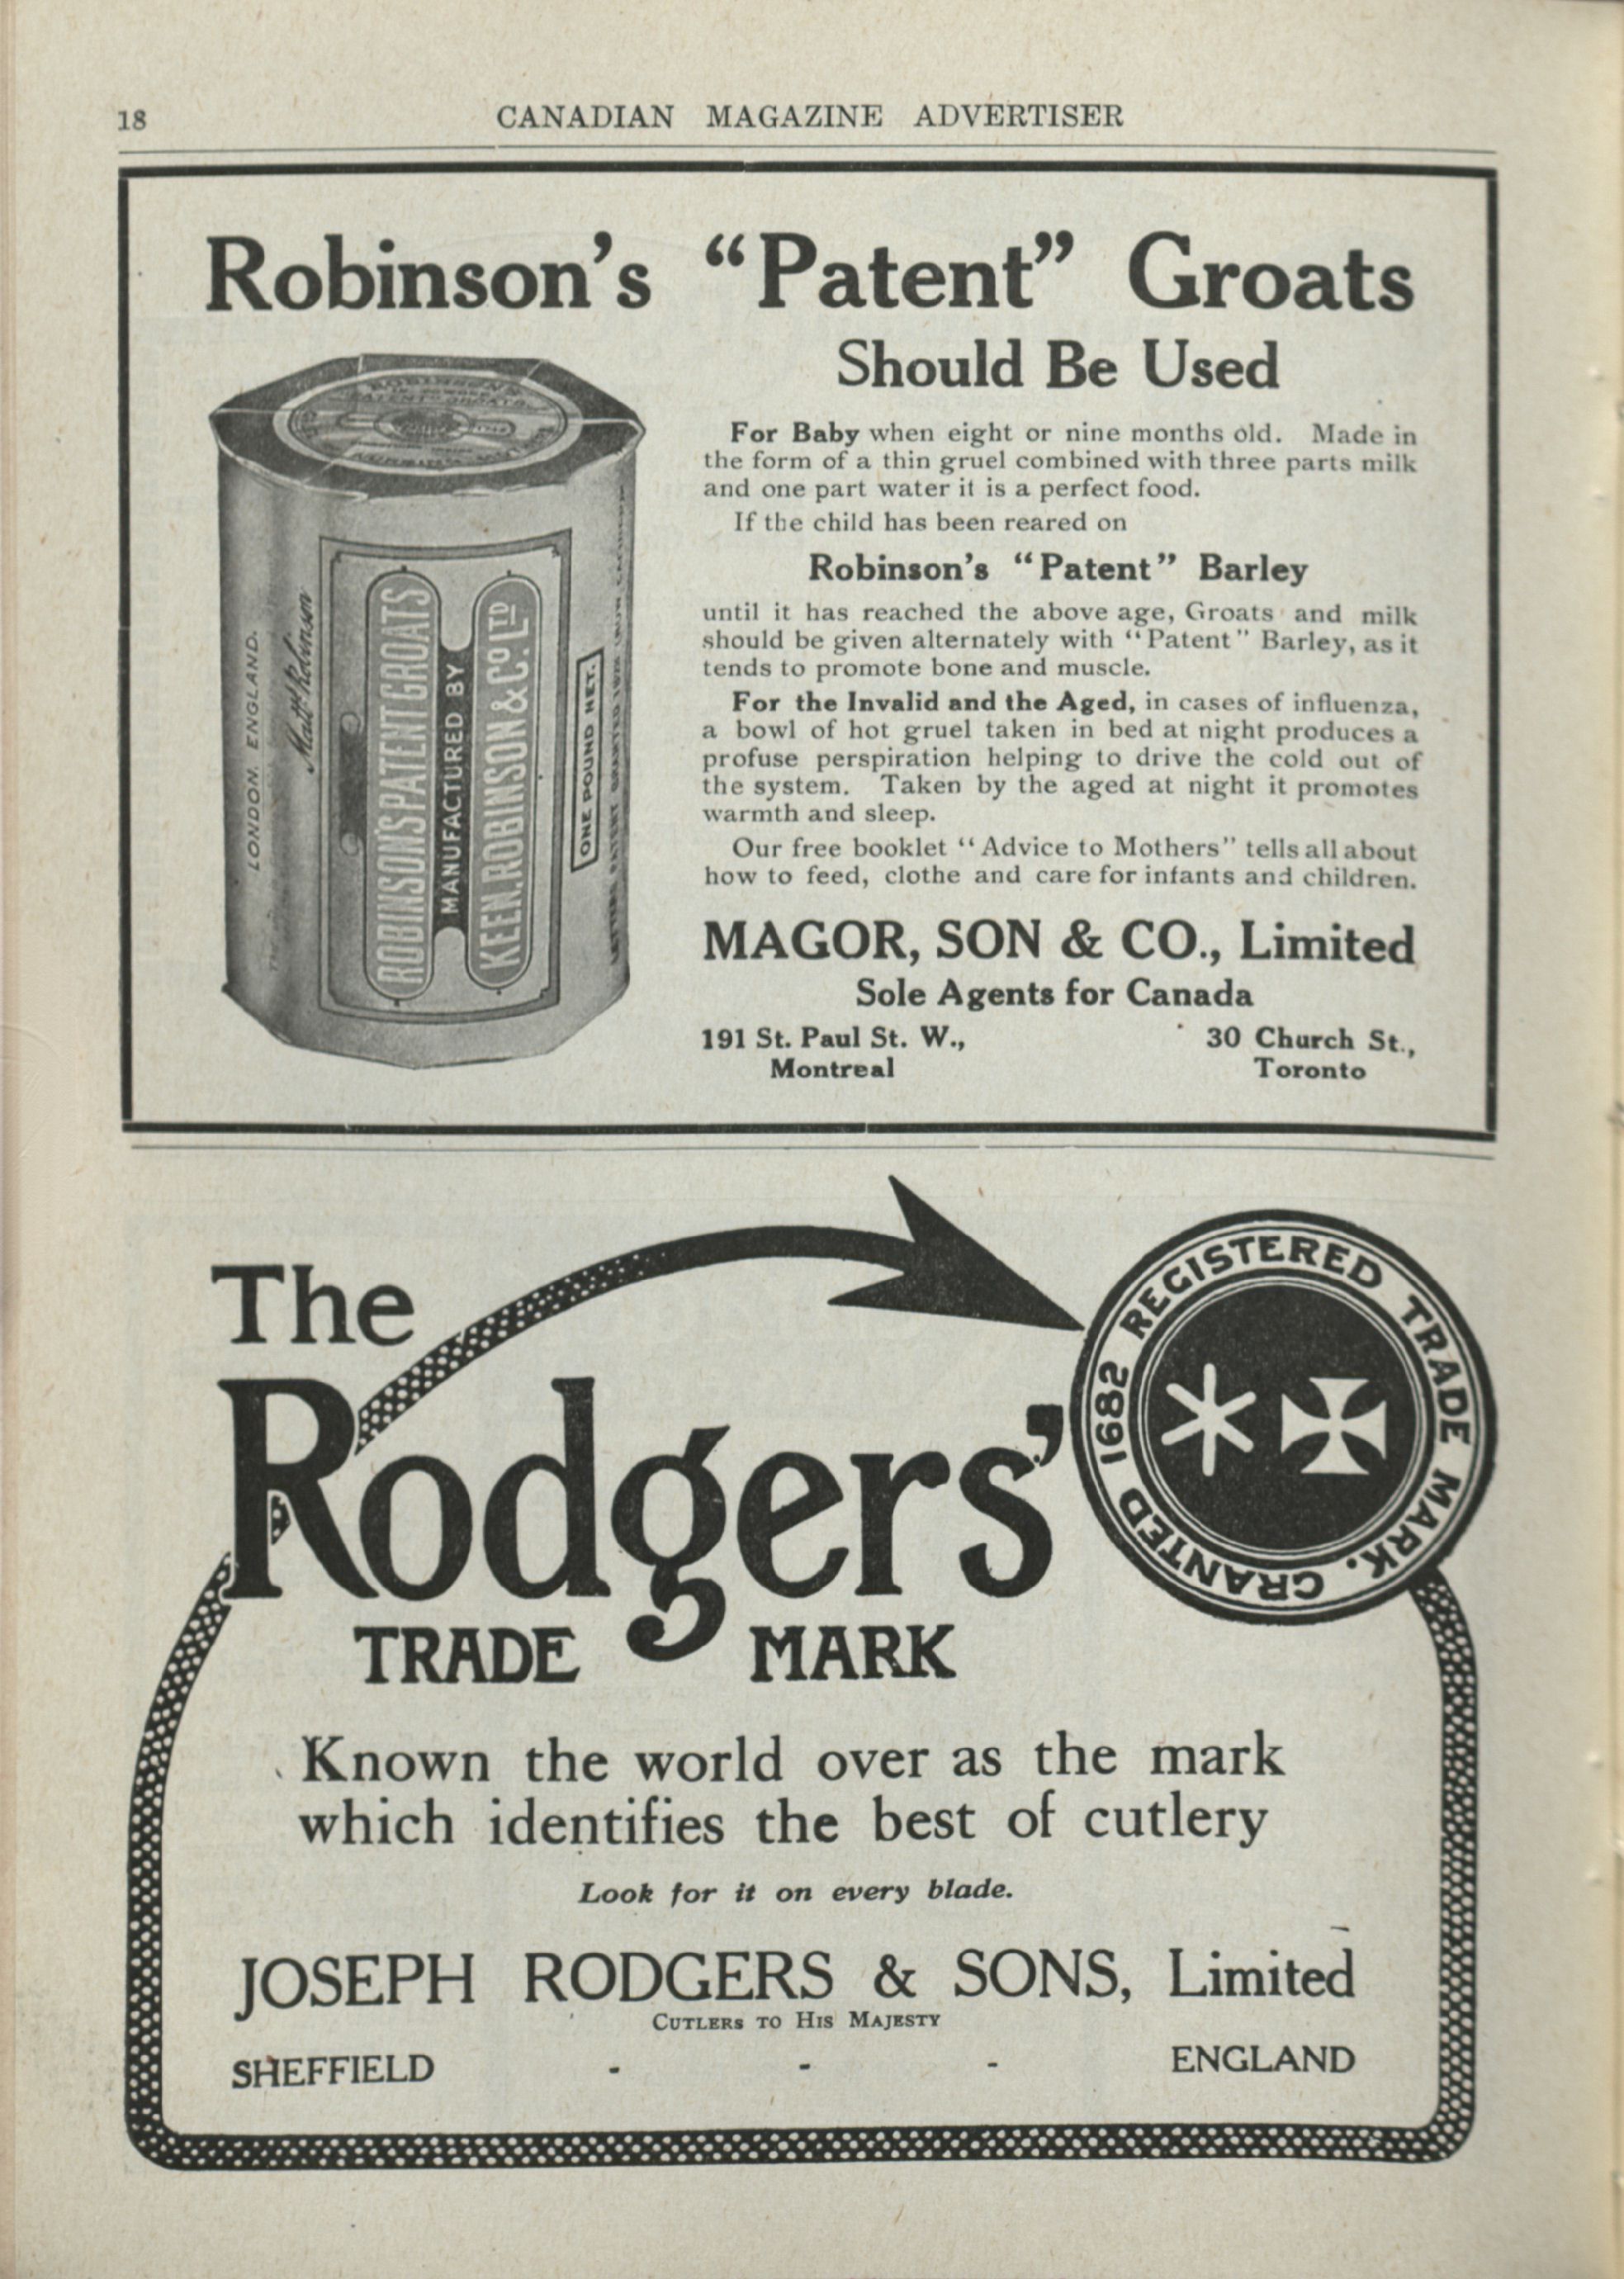 18
CANADIAN MAGAZINE ADVERTISER
Robinson's "Patent" Groats
Should Be Used
For Baby when eight or nine months old. Made in
the form of a thin gruel combined with three parts milk
and one part water it is a perfect food.
If the child has been reared on
Robinson's "Patent" Barley
until it has reached the above age, Groats and milk
should be given alternately with "Patent" Barley, as it
tends to promote bone and muscle.
For the Invalid and the Aged, in cases of influenza,
a bowl of hot gruel taken in bed at night produces a
profuse perspiration helping to drive the cold out of
the system. Taken by the aged at night it promotes
warmth and sleep.
Our free booklet "Advice to Mothers" tells all about
how to feed, clothe and care for infants and children.
MAGOR, SON & CO., Limited
Sole Agents for Canada
191 St. Paul St. W.,
Montreal
30 Church St.,
Toronto
LONDON. ENGLAND.
Matt. Robinson
ROBINSON'S PATENT GROATS
MANUFACTURED BY
KEEN, ROBINSON & CO. LTD
ONE POUND NET.
The
Rodgers'
TRADE MARK
REGISTERED TRADE MARK. GRANTED 1682
Known the world over as the mark
which identifies the best of cutlery
Look for it on every blade.
JOSEPH RODGERS & SONS, Limited
CUTLERS TO HIS MAJESTY
SHEFFIELD - - - ENGLAND